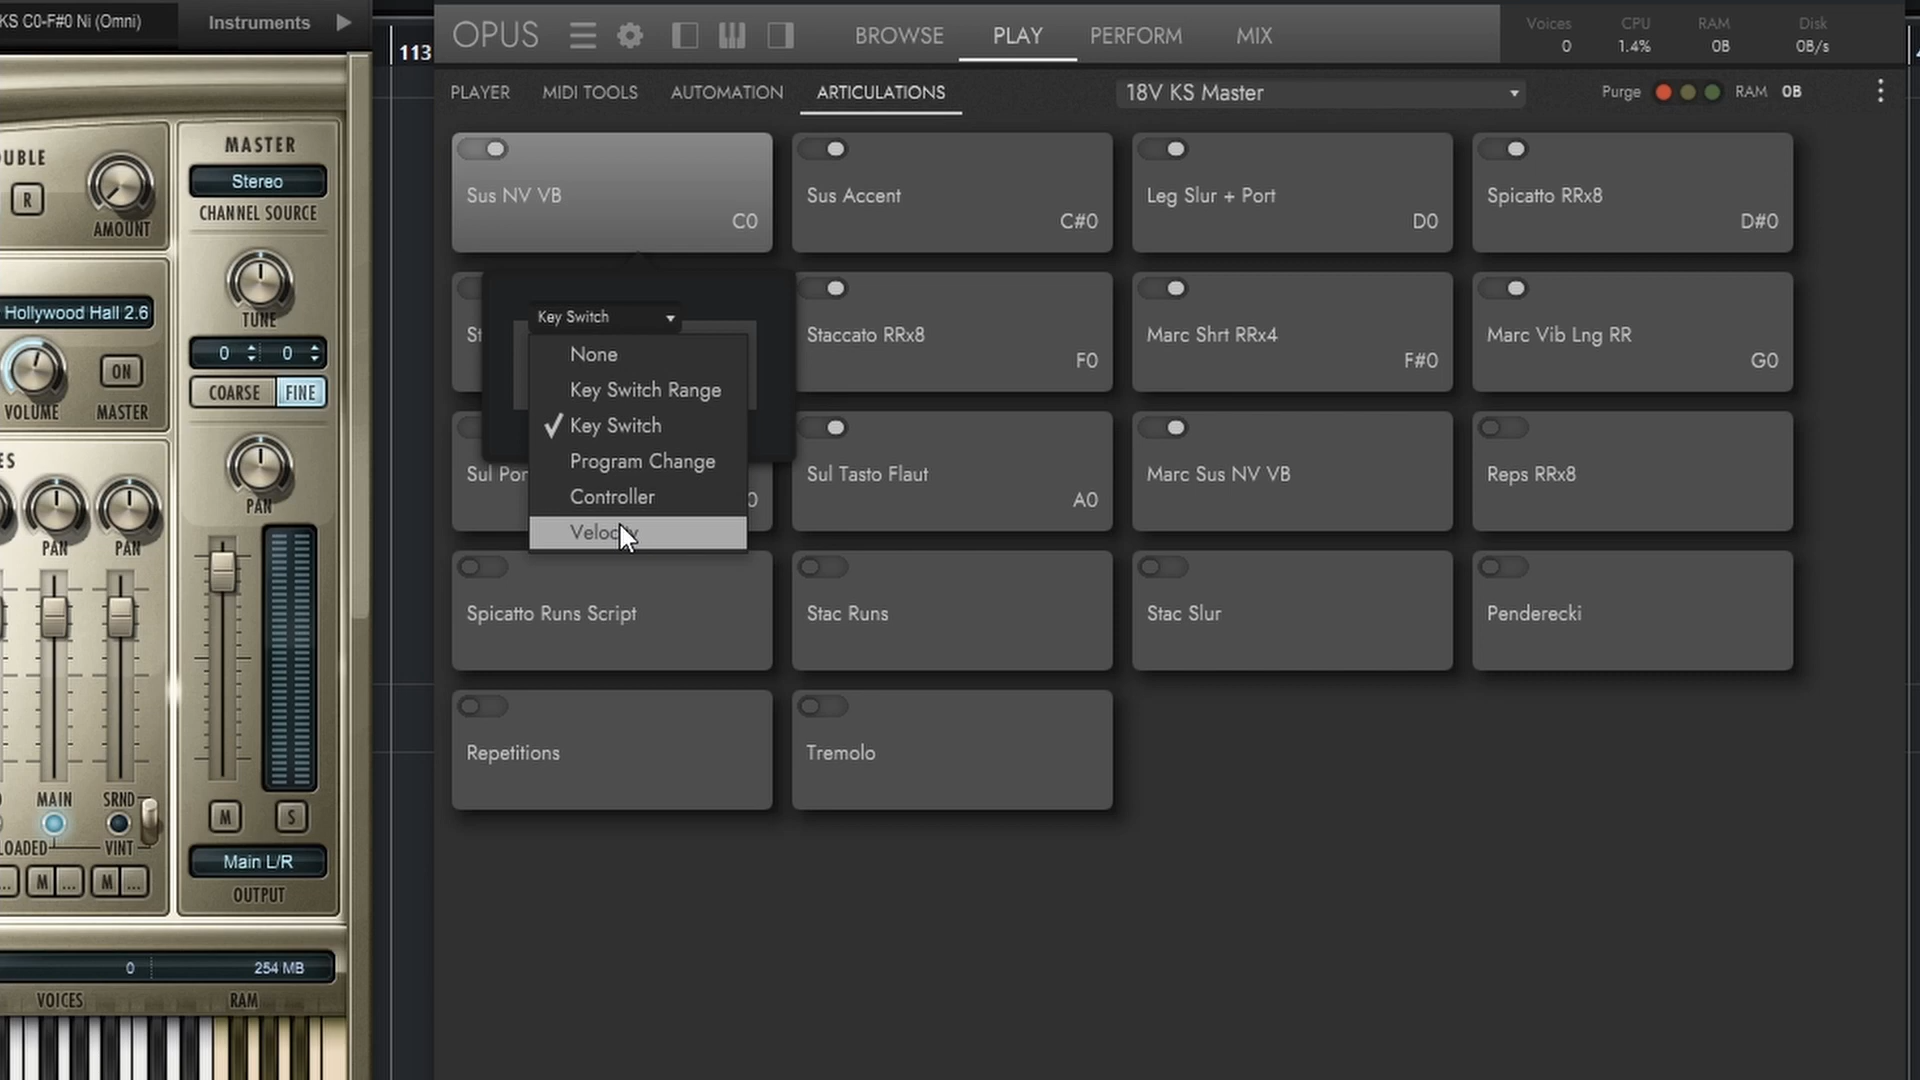 KS C0-F#0 Ni (Omni)
Instruments
R
AMOUNT
MASTER
Stereo
CHANNEL SOURCE
Hollywood Hall 2.6
TUNE
0 0
COARSE FINE
ON
VOLUME MASTER
PAN PAN
PAN
MAIN SRND
VINT
M S
M ... M ...
Main L/R
OUTPUT
0 254 MB
VOICES RAM
113
OPUS
BROWSE PLAY PERFORM MIX
Voices CPU RAM Disk
0 1.4% 0B 0B/s
PLAYER MIDI TOOLS AUTOMATION ARTICULATIONS
18V KS Master
Purge RAM 0B
Sus NV VB
C0
Sus Accent
C#0
Leg Slur + Port
D0
Spicatto RRx8
D#0
Key Switch
None
Key Switch Range
Key Switch
Program Change
Controller
Staccato RRx8
F0
Marc Shrt RRx4
F#0
Marc Vib Lng RR
G0
Sul Tasto Flaut
A0
Marc Sus NV VB
Reps RRx8
Spicatto Runs Script
Stac Runs
Stac Slur
Penderecki
Repetitions
Tremolo